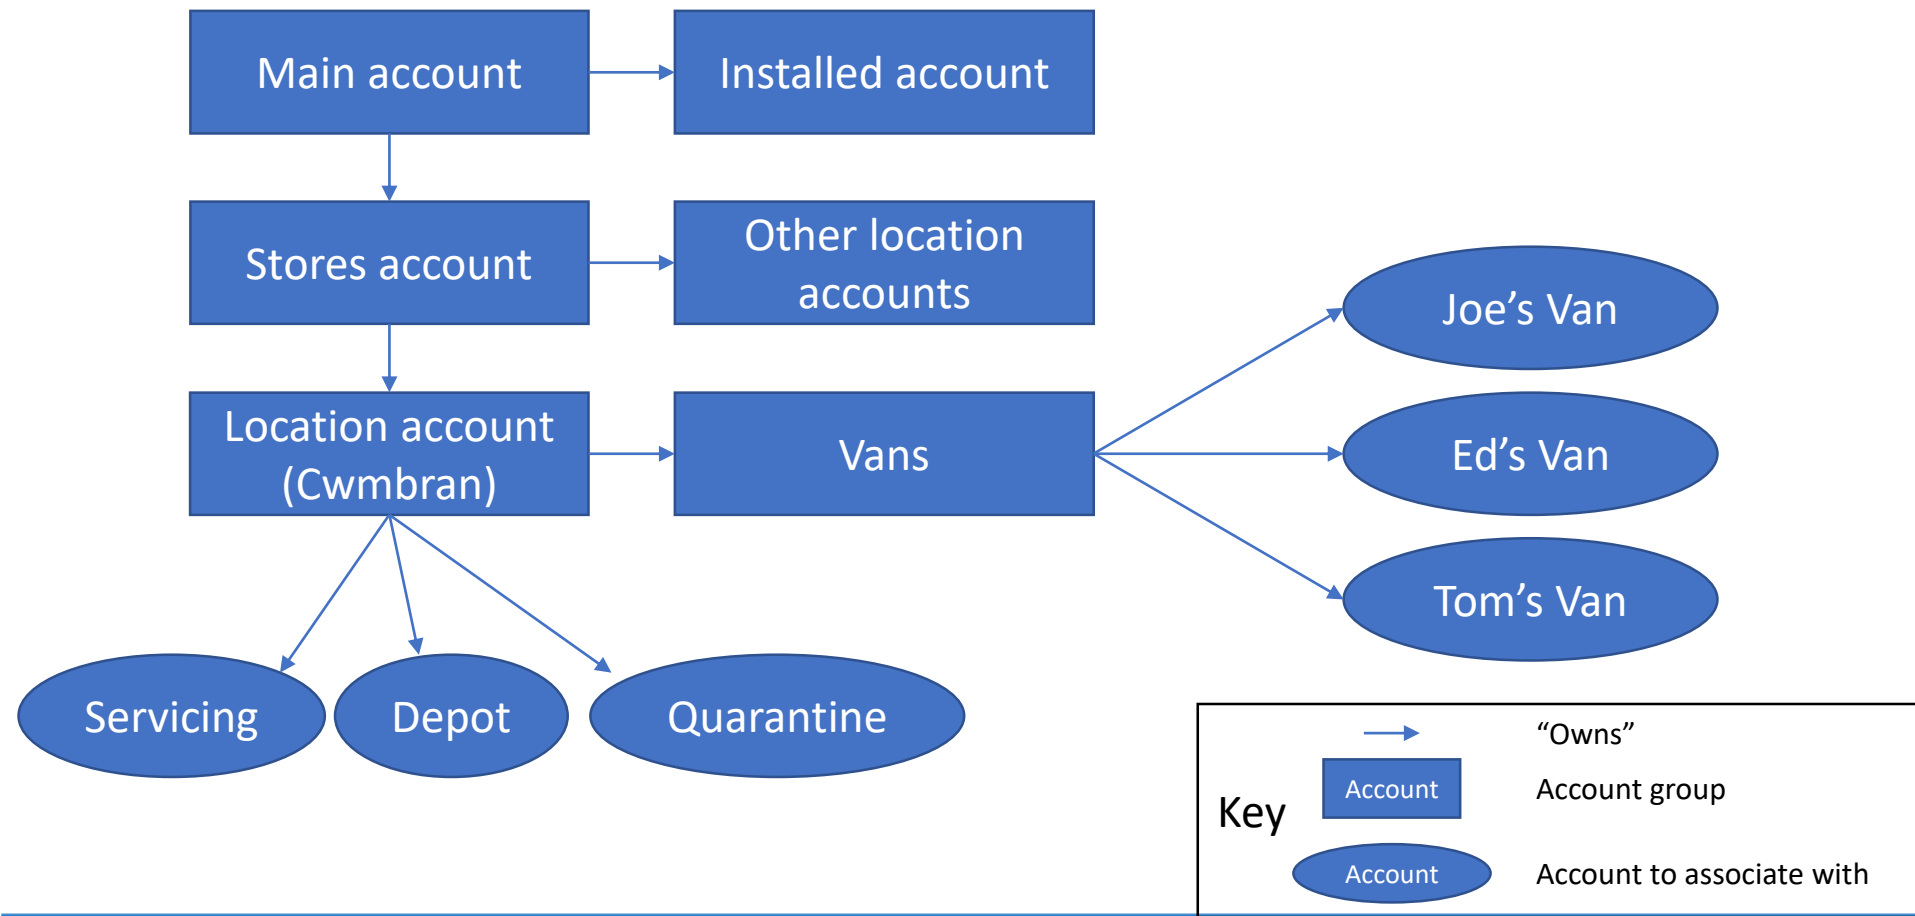 Main account
Installed account
Stores account
Other location
accounts
Location account
(Cwmbran)
Vans
Joe’s Van
Ed’s Van
Tom’s Van
Servicing
Depot
Quarantine
Key
“Owns”
Account
Account group
Account
Account to associate with